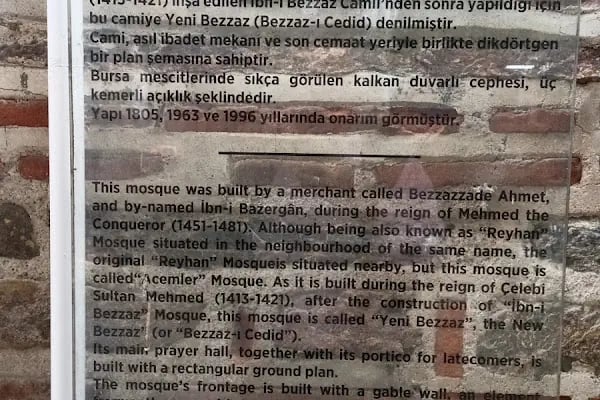 (1413-1421) inşa edilen İbn-i Bezzaz Camii'nden sonra yapıldığı için
bu camiye Yeni Bezzaz (Bezzaz-ı Cedid) denilmiştir.
Cami, asıl ibadet mekanı ve son cemaat yeriyle birlikte dikdörtgen
bir plan şemasına sahiptir.
Bursa mescitlerinde sıkça görülen kalkan duvarlı cephesi, üç
kemerli açıklık şeklindedir.
Yapı 1805, 1963 ve 1996 yıllarında onarım görmüştür.
This mosque was built by a merchant called Bezzazzade Ahmet,
and by-named İbn-i Bazergân, during the reign of Mehmed the
Conqueror (1451-1481). Although being also known as “Reyhan”
Mosque situated in the neighbourhood of the same name, the
original “Reyhan” Mosqueis situated nearby, but this mosque is
called“Acemler” Mosque. As it is built during the reign of Çelebi
Sultan Mehmed (1413-1421), after the construction of “İbn-i
Bezzaz” Mosque, this mosque is called “Yeni Bezzaz”, the New
Bezzaz” (or “Bezzaz-ı Cedid”).
Its main prayer hall, together with its portico for latecomers, is
built with a rectangular ground plan.
The mosque's frontage is built with a gable wall, an element